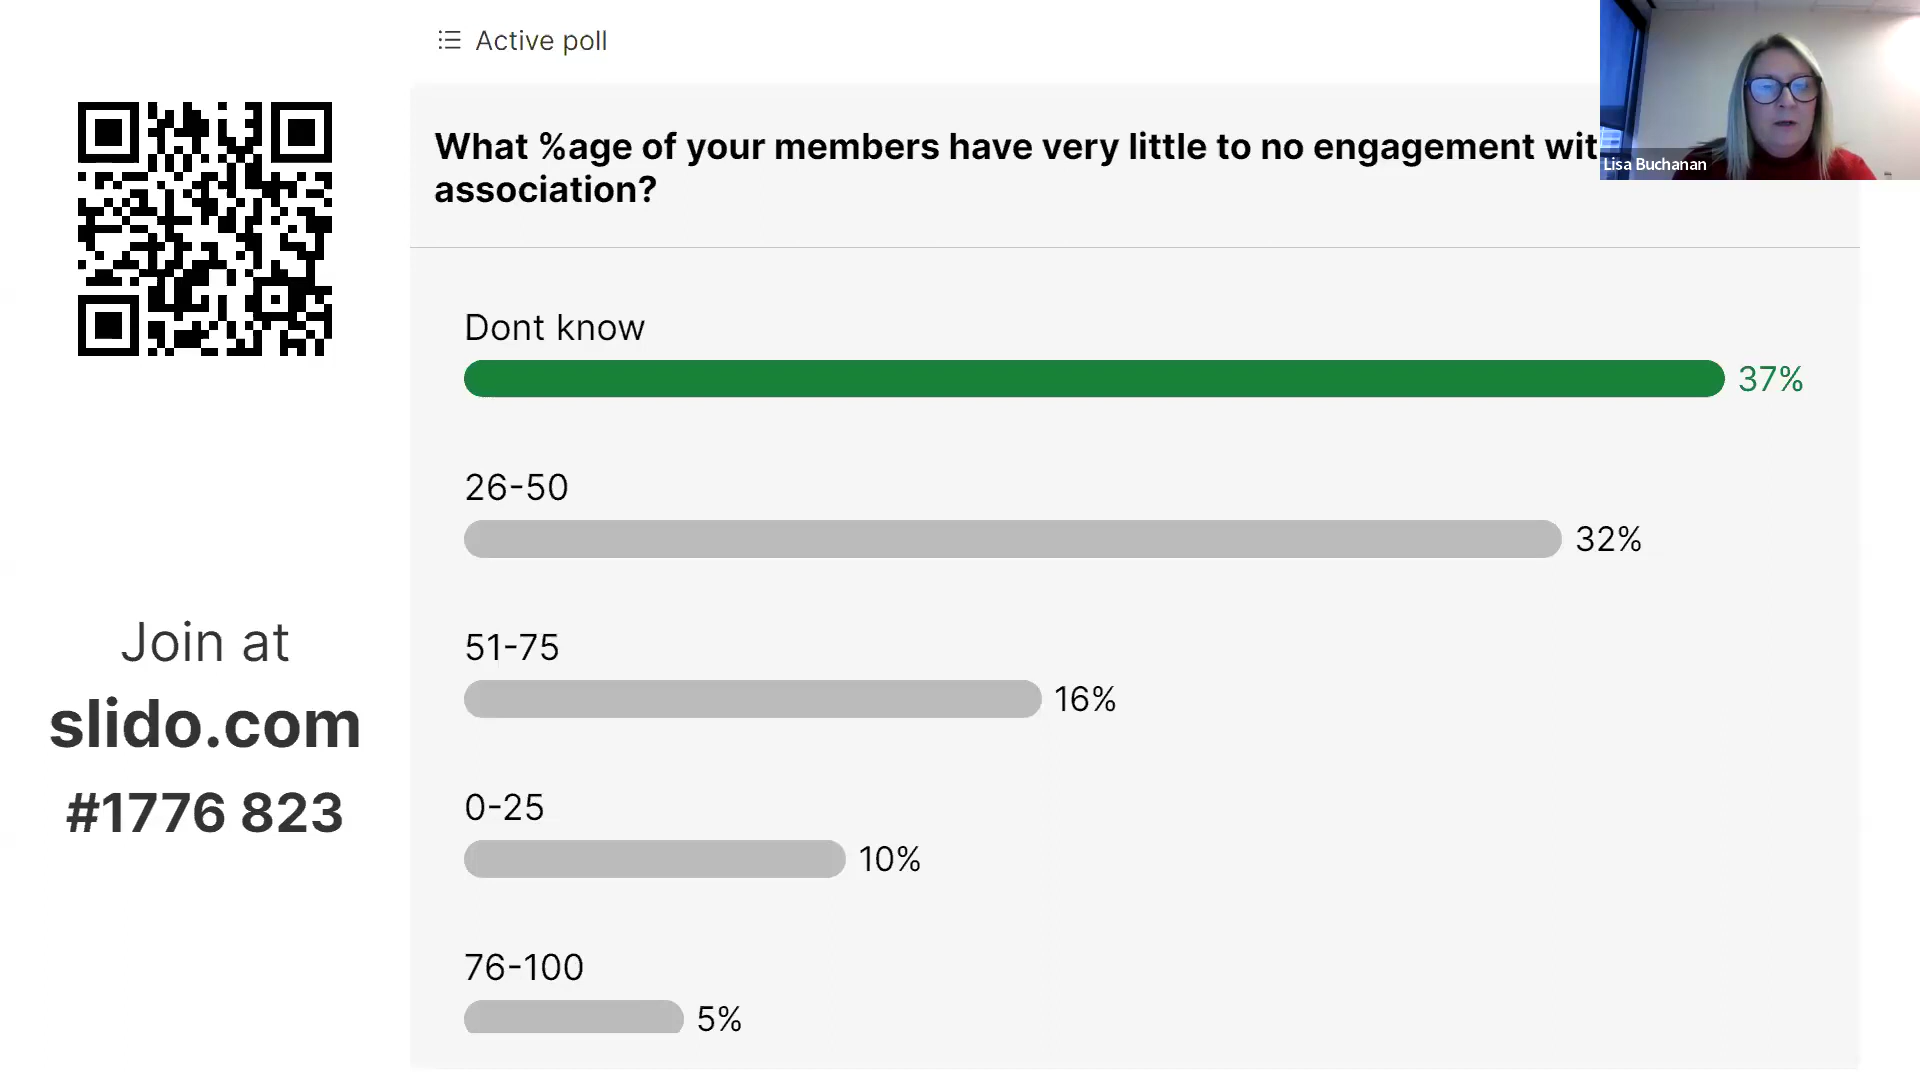 Active poll
What %age of your members have very little to no engagement wit
association?
Lisa Buchanan
Dont know
37%
26-50
32%
51-75
16%
0-25
10%
76-100
5%
Join at
slido.com
#1776 823